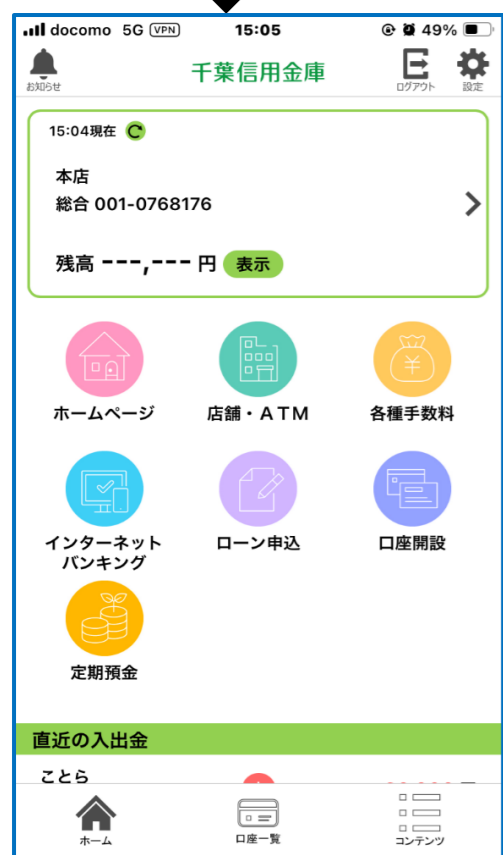 docomo 5G VPN 15:05 49%
お知らせ
千葉信用金庫
ログアウト
設定
15:04現在
本店
総合 001-0768176
残高 ---,--- 円 表示
ホームページ
店舗・ATM
各種手数料
インターネット
バンキング
ローン申込
口座開設
定期預金
直近の入出金
ことら
ホーム
口座一覧
コンテンツ